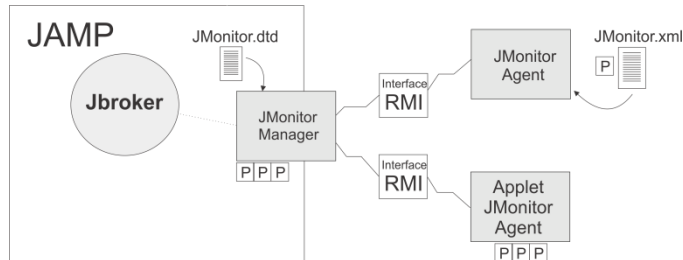 JAMP
JMonitor.dtd
Jbroker
JMonitor
Manager
P P P
Interface
RMI
Interface
RMI
JMonitor
Agent
JMonitor.xml
P
Applet
JMonitor
Agent
P P P